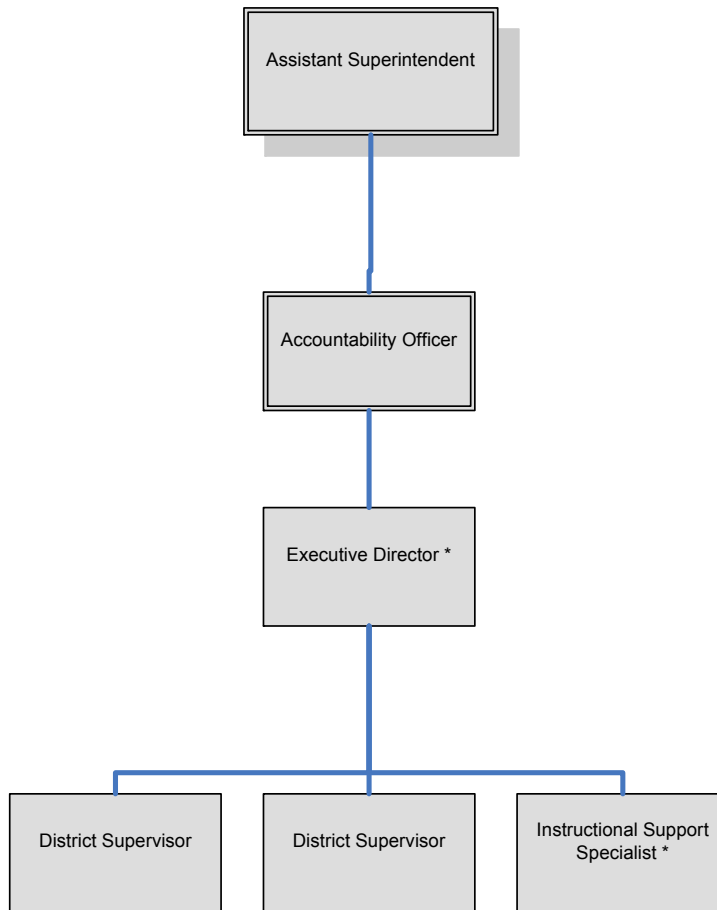 Assistant Superintendent
Accountability Officer
Executive Director *
District Supervisor
District Supervisor
Instructional Support
Specialist *